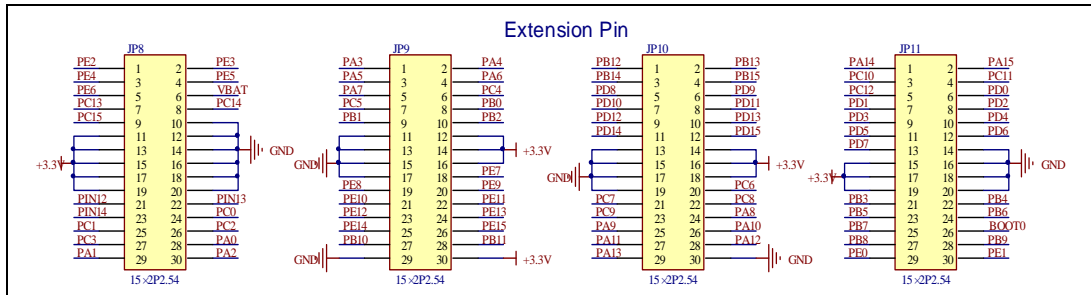 Extension Pin
JP8
PE2 1 2 PE3
PE4 3 4 PE5
PE6 5 6 VBAT
PC13 7 8 PC14
PC15 9 10
11 12
13 14 GND
+3.3V 15 16
17 18
19 20
PIN12 21 22 PIN13
PIN14 23 24 PC0
PC1 25 26 PC2
PC3 27 28 PA0
PA1 29 30 PA2
15×2P2.54
JP9
PA3 1 2 PA4
PA5 3 4 PA6
PA7 5 6 PC4
PC5 7 8 PB0
PB1 9 10 PB2
11 12
13 14 +3.3V
GND 15 16
17 18 PE7
PE8 19 20 PE9
PE10 21 22 PE11
PE12 23 24 PE13
PE14 25 26 PE15
PB10 27 28 PB11
GND 29 30 +3.3V
15×2P2.54
JP10
PB12 1 2 PB13
PB14 3 4 PB15
PD8 5 6 PD9
PD10 7 8 PD11
PD12 9 10 PD13
PD14 11 12 PD15
13 14
15 16 +3.3V
GND 17 18
19 20 PC6
PC7 21 22 PC8
PC9 23 24 PA8
PA9 25 26 PA10
PA11 27 28 PA12
PA13 29 30 GND
15×2P2.54
JP11
PA14 1 2 PA15
PC10 3 4 PC11
PC12 5 6 PD0
PD1 7 8 PD2
PD3 9 10 PD4
PD5 11 12 PD6
PD7 13 14
15 16 GND
+3.3V 17 18
19 20
PB3 21 22 PB4
PB5 23 24 PB6
PB7 25 26 BOOT0
PB8 27 28 PB9
PE0 29 30 PE1
15×2P2.54